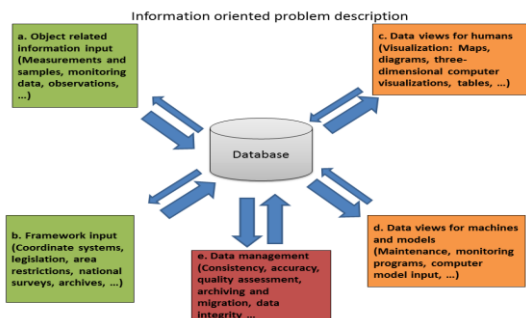 Information oriented problem description
a. Object related
information input
(Measurements and
samples, monitoring
data, observations,
...)
c. Data views for humans
(Visualization: Maps,
diagrams, three-
dimensional computer
visualizations, tables, ...)
Database
b. Framework input
(Coordinate systems,
legislation, area
restrictions, national
surveys, archives, ...)
e. Data management
(Consistency, accuracy,
quality assessment,
archiving and
migration, data
integrity ...
d. Data views for machines
and models
(Maintenance, monitoring
programs, computer
model input, ...)